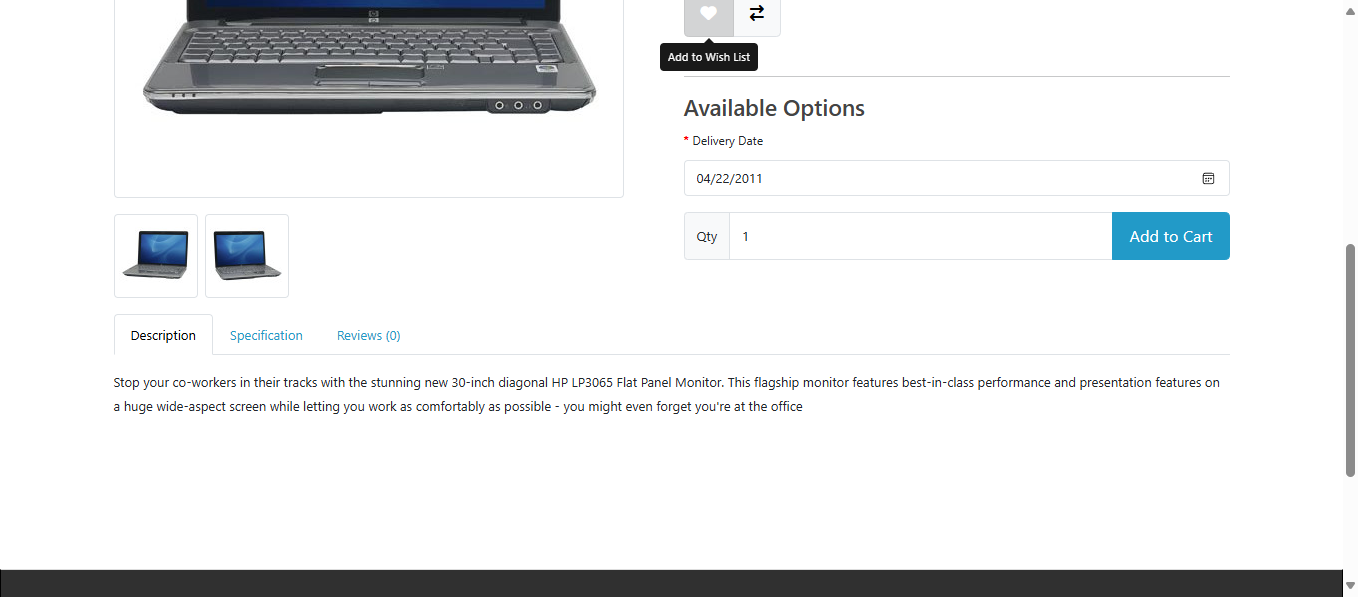 Add to Wish List
Available Options
* Delivery Date
04/22/2011
Qty 1 Add to Cart
Description Specification Reviews (0)
Stop your co-workers in their tracks with the stunning new 30-inch diagonal HP LP3065 Flat Panel Monitor. This flagship monitor features best-in-class performance and presentation features on
a huge wide-aspect screen while letting you work as comfortably as possible - you might even forget you're at the office